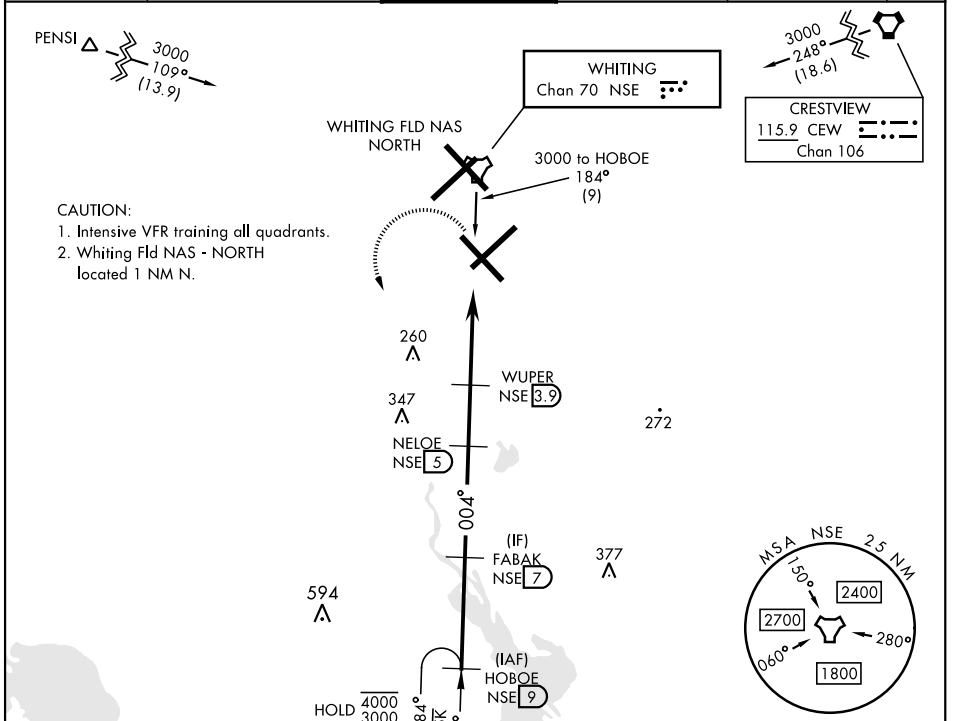 PENSI
3000
109°
(13.9)
WHITING
Chan 70 NSE
3000
248°
(18.6)
CRESTVIEW
115.9 CEW
Chan 106
WHITING FLD NAS
NORTH
3000 to HOBOE
184°
(9)
CAUTION:
1. Intensive VFR training all quadrants.
2. Whiting Fld NAS - NORTH
located 1 NM N.
260
WUPER
NSE 3.9
347
272
NELOE
NSE 5
004°
(IF)
FABAK
NSE 7
377
594
MSA NSE 25 NM
150°
2400
2700
280°
060°
1800
(IAF)
HOBOE
NSE 9
HOLD 4000
3000